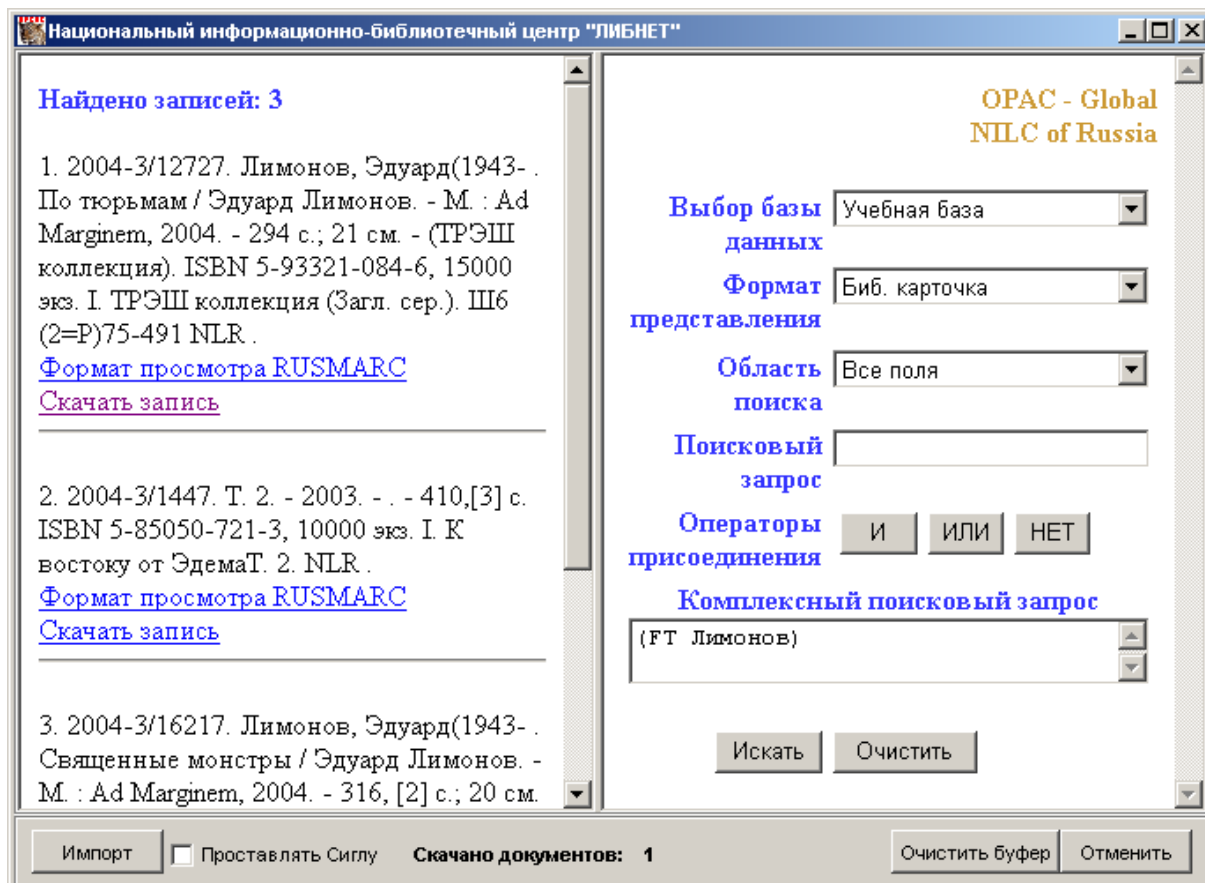 Национальный информационно-библиотечный центр "ЛИБНЕТ"
Найдено записей: 3
1. 2004-3/12727. Лимонов, Эдуард(1943- .
По тюрьмам / Эдуард Лимонов. - М. : Ad
Marginem, 2004. - 294 с.; 21 см. - (ТРЭШ
коллекция). ISBN 5-93321-084-6, 15000
экз. I. ТРЭШ коллекция (Загл. сер.). Ш6
(2=Р)75-491 NLR .
Формат просмотра RUSMARC
Скачать запись
2. 2004-3/1447. Т. 2. - 2003. - . - 410,[3] с.
ISBN 5-85050-721-3, 10000 экз. I. К
востоку от ЭдемаТ. 2. NLR .
Формат просмотра RUSMARC
Скачать запись
3. 2004-3/16217. Лимонов, Эдуард(1943- .
Священные монстры / Эдуард Лимонов. -
М. : Ad Marginem, 2004. - 316, [2] с.; 20 см.
OPAC - Global
NILC of Russia
Выбор базы
данных
Учебная база
Формат
представления
Биб. карточка
Область
поиска
Все поля
Поисковый
запрос
Операторы
присоединения
И ИЛИ НЕТ
Комплексный поисковый запрос
(FT Лимонов)
Искать Очистить
Импорт Проставлять Сиглу Скачано документов: 1 Очистить буфер Отменить